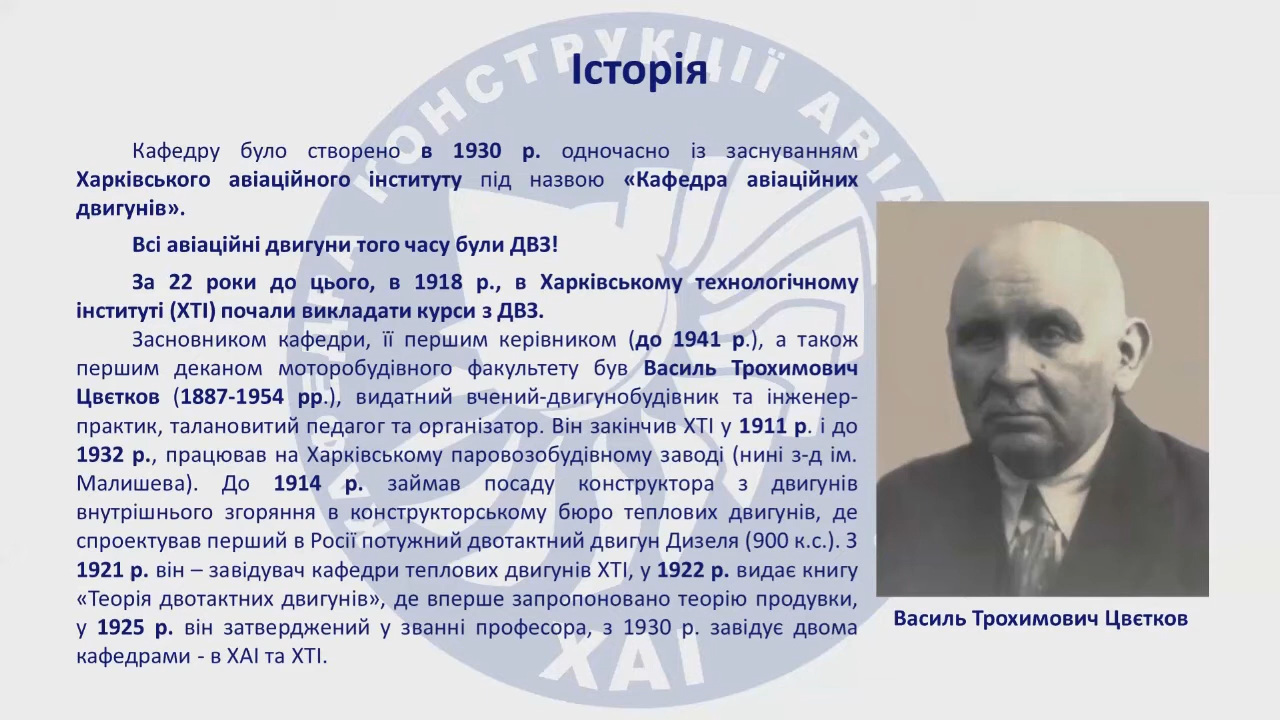 КАФЕДРА КОНСТРУКЦІЇ АВІА
Історія
Кафедру було створено в 1930 р. одночасно із заснуванням
Харківського авіаційного інституту під назвою «Кафедра авіаційних
двигунів».
Всі авіаційні двигуни того часу були ДВЗ!
За 22 роки до цього, в 1918 р., в Харківському технологічному
інституті (ХТІ) почали викладати курси з ДВЗ.
Засновником кафедри, її першим керівником (до 1941 р.), а також
першим деканом моторобудівного факультету був Василь Трохимович
Цвєтков (1887-1954 рр.), видатний вчений-двигунобудівник та інженер-
практик, талановитий педагог та організатор. Він закінчив ХТІ у 1911 р. і до
1932 р., працював на Харківському паровозобудівному заводі (нині з-д ім.
Малишева). До 1914 р. займав посаду конструктора з двигунів
внутрішнього згоряння в конструкторському бюро теплових двигунів, де
спроектував перший в Росії потужний двотактний двигун Дизеля (900 к.с.). З
1921 р. він – завідувач кафедри теплових двигунів ХТІ, у 1922 р. видає книгу
«Теорія двотактних двигунів», де вперше запропоновано теорію продувки,
у 1925 р. він затверджений у званні професора, з 1930 р. завідує двома
кафедрами - в ХАІ та ХТІ.
Василь Трохимович Цвєтков
ХАІ